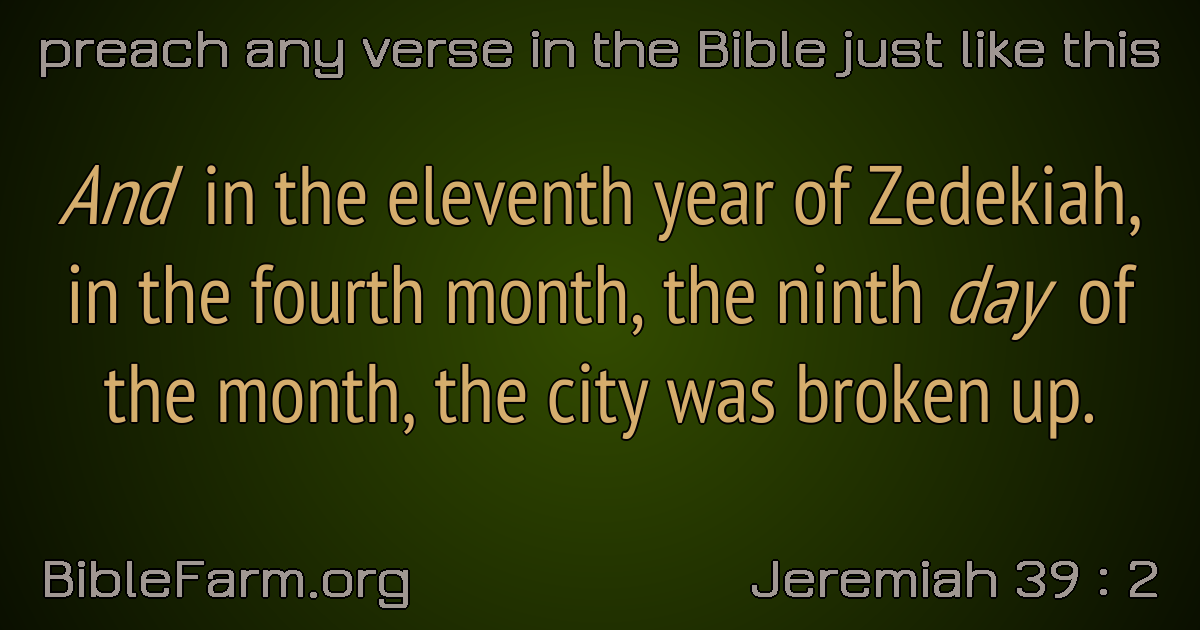 preach any verse in the Bible just like this
And in the eleventh year of Zedekiah,
in the fourth month, the ninth day of
the month, the city was broken up.
BibleFarm.org
Jeremiah 39 : 2